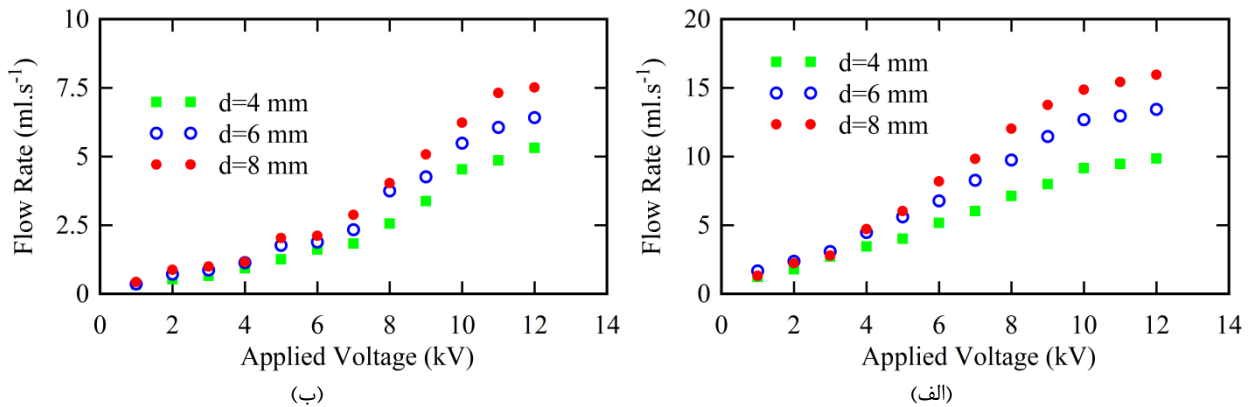 10
7.5
5
2.5
0
Flow Rate (ml.s-1)
d=4 mm
d=6 mm
d=8 mm
0 2 4 6 8 10 12 14
Applied Voltage (kV)
(ب)
20
15
10
5
0
Flow Rate (ml.s-1)
d=4 mm
d=6 mm
d=8 mm
0 2 4 6 8 10 12 14
Applied Voltage (kV)
(الف)